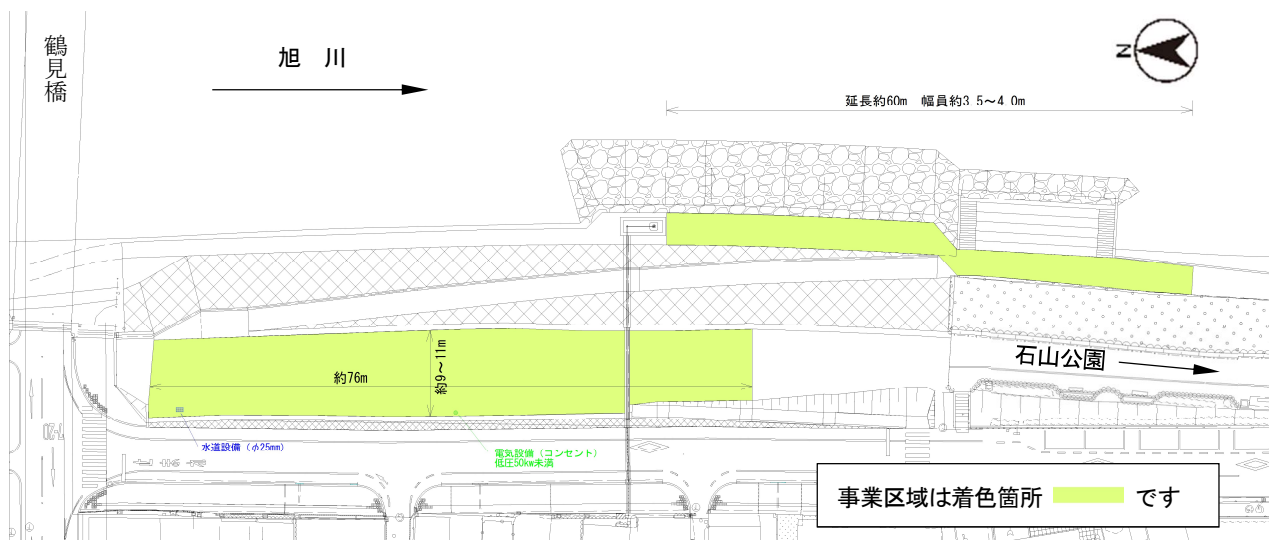 鶴見橋
旭 川
N
延長約60m 幅員約3.5～4.0m
約76m
約9～11m
石山公園
水道設備（φ25mm）
電気設備（コンセント）
低圧50kw未満
事業区域は着色箇所 です